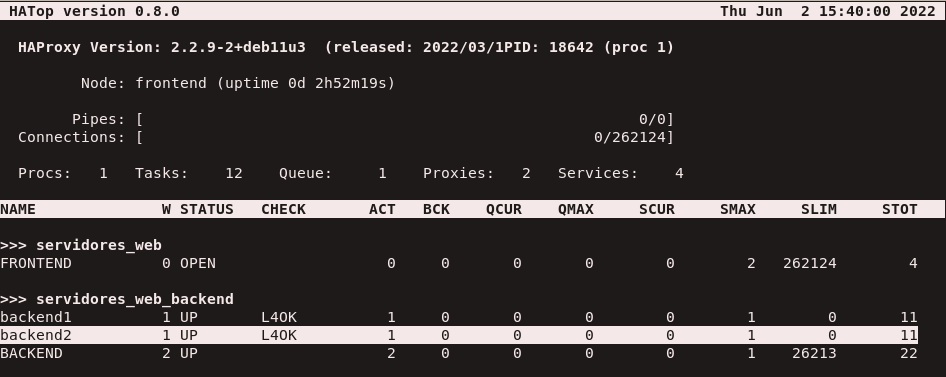 HATop version 0.8.0 Thu Jun 2 15:40:00 2022
HAProxy Version: 2.2.9-2+deb11u3 (released: 2022/03/1PID: 18642 (proc 1)
Node: frontend (uptime 0d 2h52m19s)
Pipes: [ 0/0]
Connections: [ 0/262124]
Procs: 1 Tasks: 12 Queue: 1 Proxies: 2 Services: 4
NAME W STATUS CHECK ACT BCK QCUR QMAX SCUR SMAX SLIM STOT
>>> servidores_web
FRONTEND 0 OPEN 0 0 0 0 0 2 262124 4
>>> servidores_web_backend
backend1 1 UP L4OK 1 0 0 0 0 1 0 11
backend2 1 UP L4OK 1 0 0 0 0 1 0 11
BACKEND 2 UP 2 0 0 0 0 1 26213 22